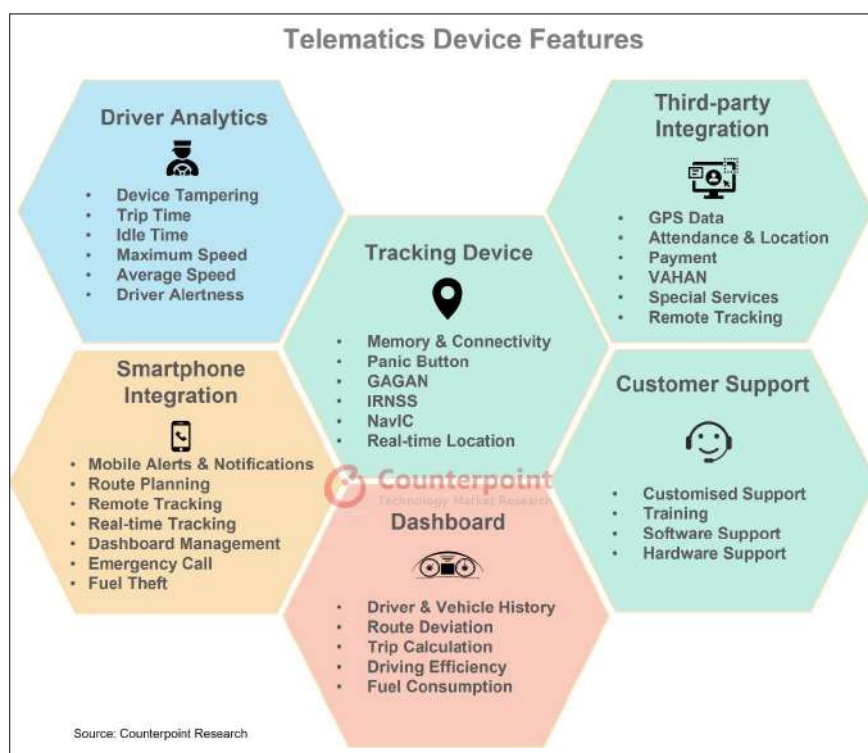 Telematics Device Features
Driver Analytics
• Device Tampering
• Trip Time
• Idle Time
• Maximum Speed
• Average Speed
• Driver Alertness
Third-party
Integration
• GPS Data
• Attendance & Location
• Payment
• VAHAN
• Special Services
• Remote Tracking
Tracking Device
• Memory & Connectivity
• Panic Button
• GAGAN
• IRNSS
• NavIC
• Real-time Location
Smartphone
Integration
• Mobile Alerts & Notifications
• Route Planning
• Remote Tracking
• Real-time Tracking
• Dashboard Management
• Emergency Call
• Fuel Theft
Customer Support
• Customised Support
• Training
• Software Support
• Hardware Support
Counterpoint
Technology Market Research
Dashboard
• Driver & Vehicle History
• Route Deviation
• Trip Calculation
• Driving Efficiency
• Fuel Consumption
Source: Counterpoint Research